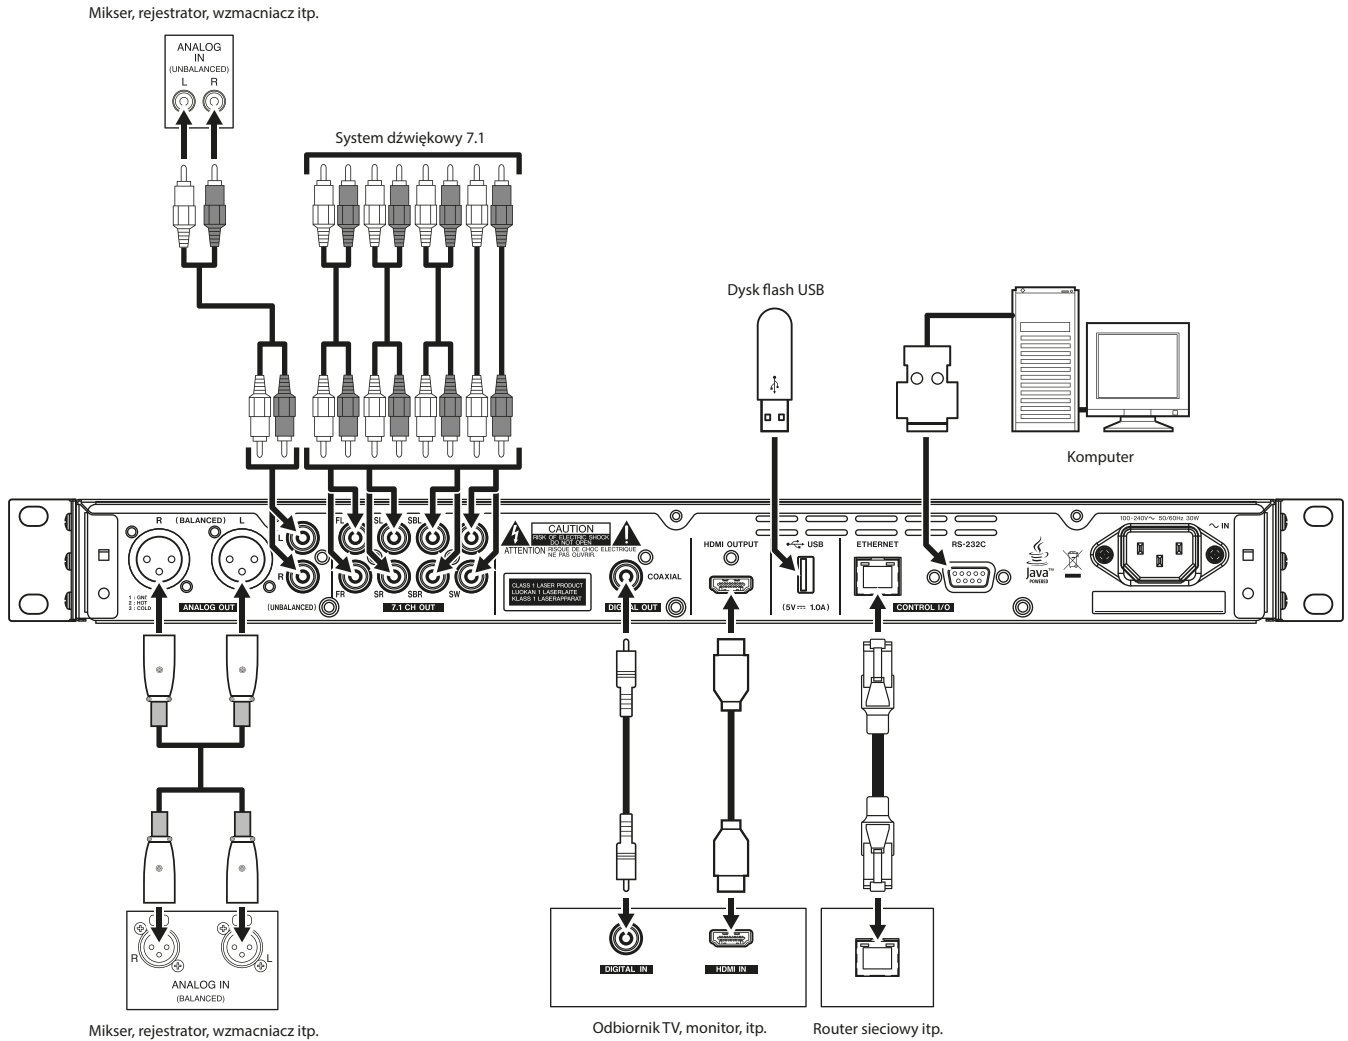 Mikser, rejestrator, wzmacniacz itp.
ANALOG
IN
(UNBALANCED)
L R
System dźwiękowy 7.1
Dysk flash USB
Komputer
R (BALANCED) L
L
R
1 : GND
2 : HOT
3 : COLD
ANALOG OUT
(UNBALANCED)
FL SL SBL
FR SR SBR SW
7.1 CH OUT
CAUTION
RISK OF ELECTRIC SHOCK
DO NOT OPEN
ATTENTION RISQUE DE CHOC ELECTRIQUE
NE PAS OUVRIR
CLASS 1 LASER PRODUCT
LUOKAN 1 LASERLAITE
KLASS 1 LASERAPPARAT
COAXIAL
DIGITAL OUT
HDMI OUTPUT
USB
(5V 1.0A)
ETHERNET
RS-232C
CONTROL I/O
Java™
POWERED
100-240V~ 50/60Hz 30W
~ IN
R L
ANALOG IN
(BALANCED)
Mikser, rejestrator, wzmacniacz itp.
DIGITAL IN
HDMI IN
Odbiornik TV, monitor, itp.
Router sieciowy itp.